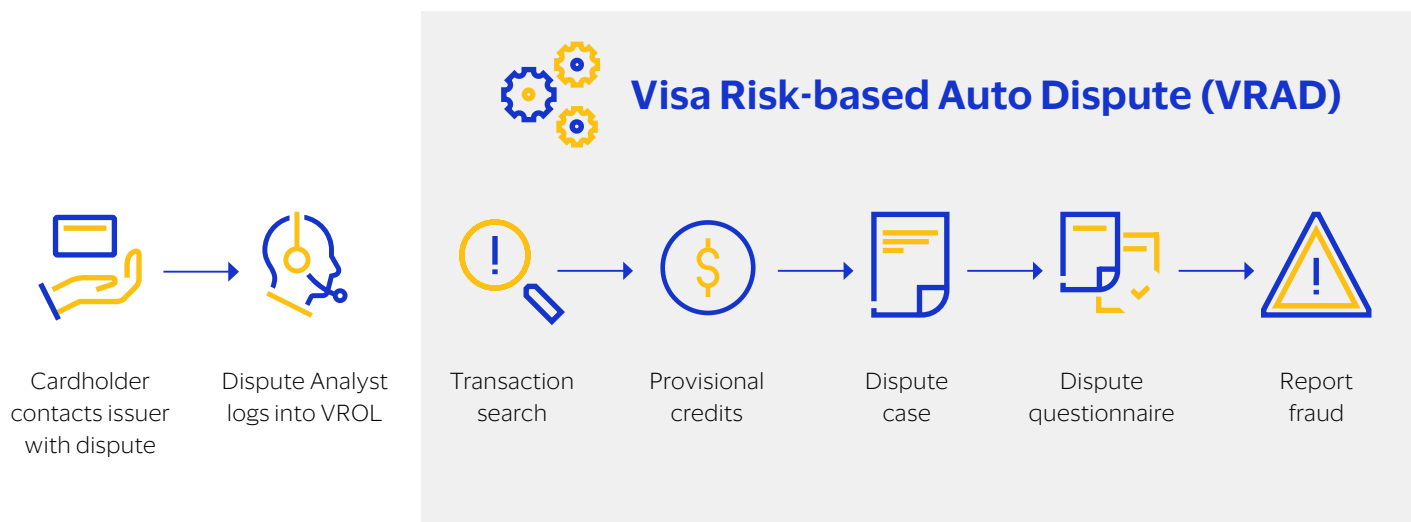 Visa Risk-based Auto Dispute (VRAD)
Cardholder
contacts issuer
with dispute
Dispute Analyst
logs into VROL
Transaction
search
Provisional
credits
Dispute
case
Dispute
questionnaire
Report
fraud